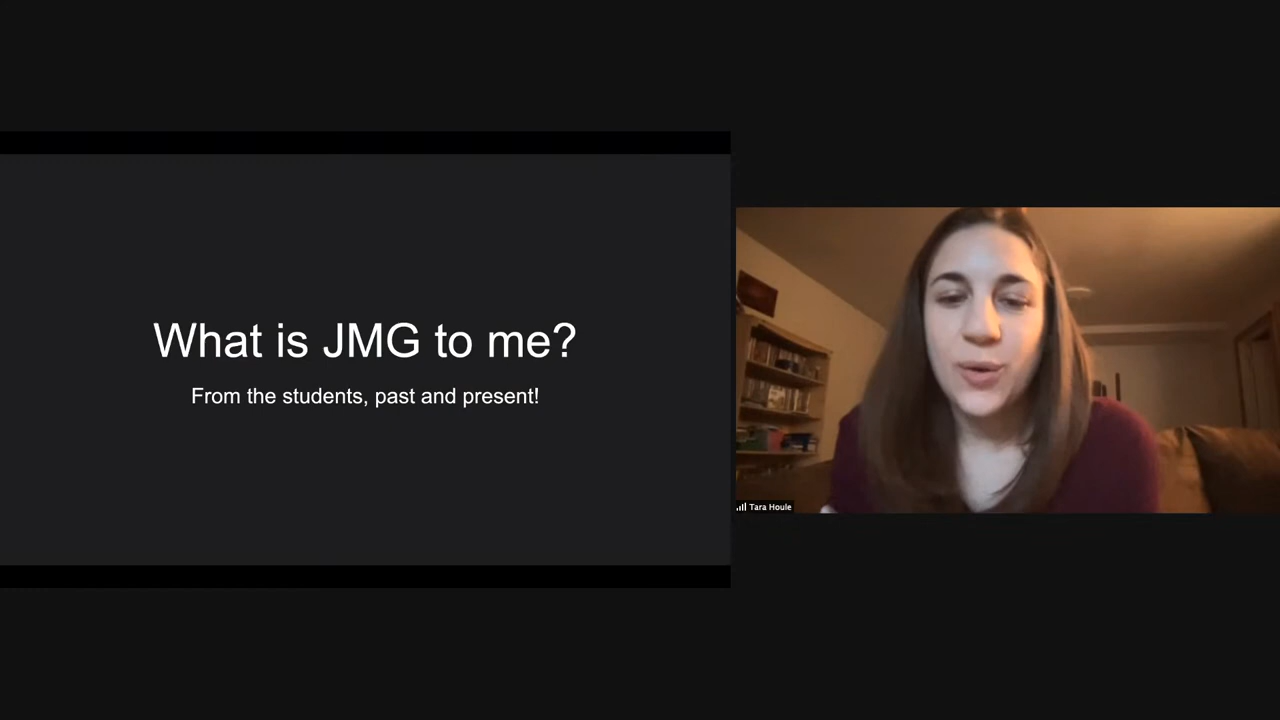 What is JMG to me?
From the students, past and present!
Tara Houle